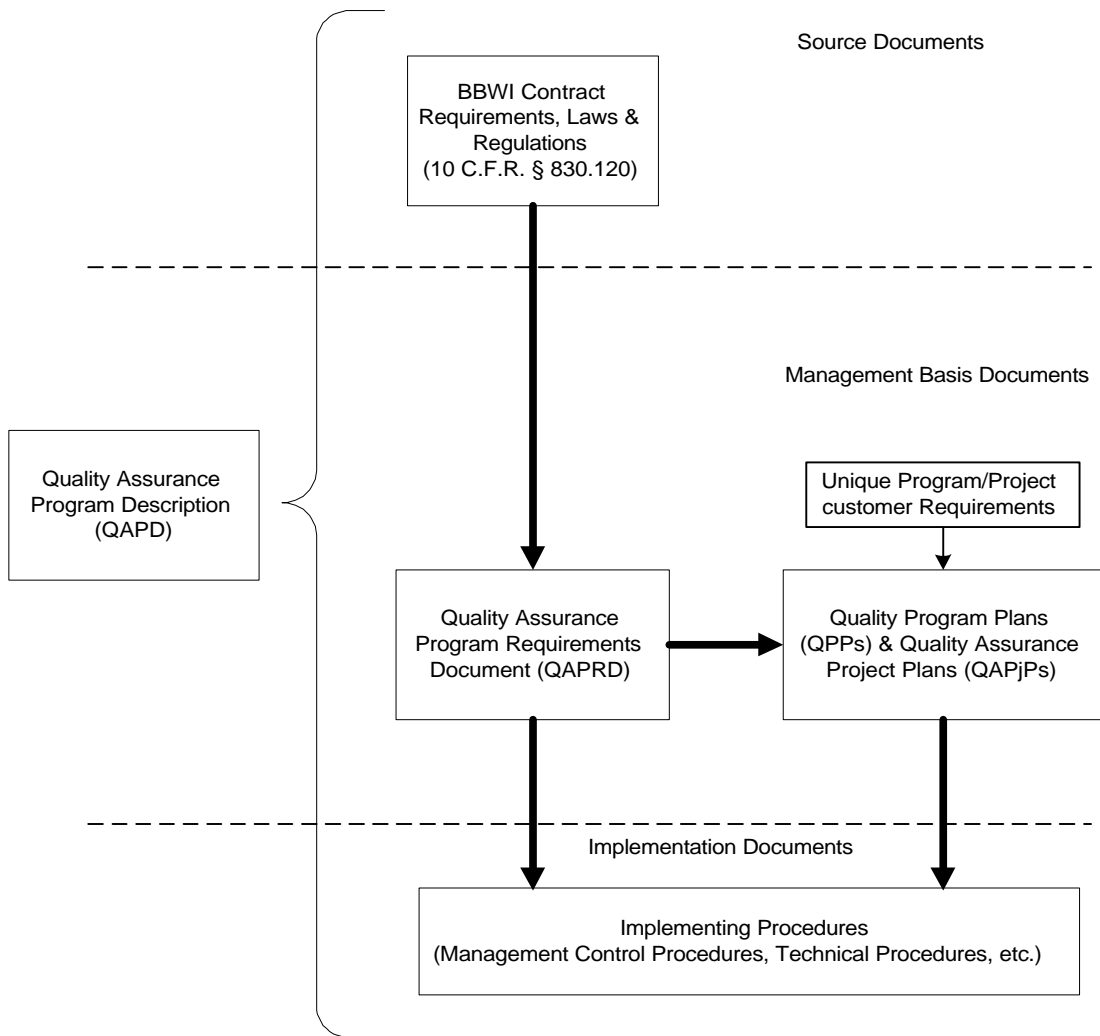 Source Documents
BBWI Contract
Requirements, Laws &
Regulations
(10 C.F.R. § 830.120)
Management Basis Documents
Quality Assurance
Program Description
(QAPD)
Unique Program/Project
customer Requirements
Quality Assurance
Program Requirements
Document (QAPRD)
Quality Program Plans
(QPPs) & Quality Assurance
Project Plans (QAPjPs)
Implementation Documents
Implementing Procedures
(Management Control Procedures, Technical Procedures, etc.)